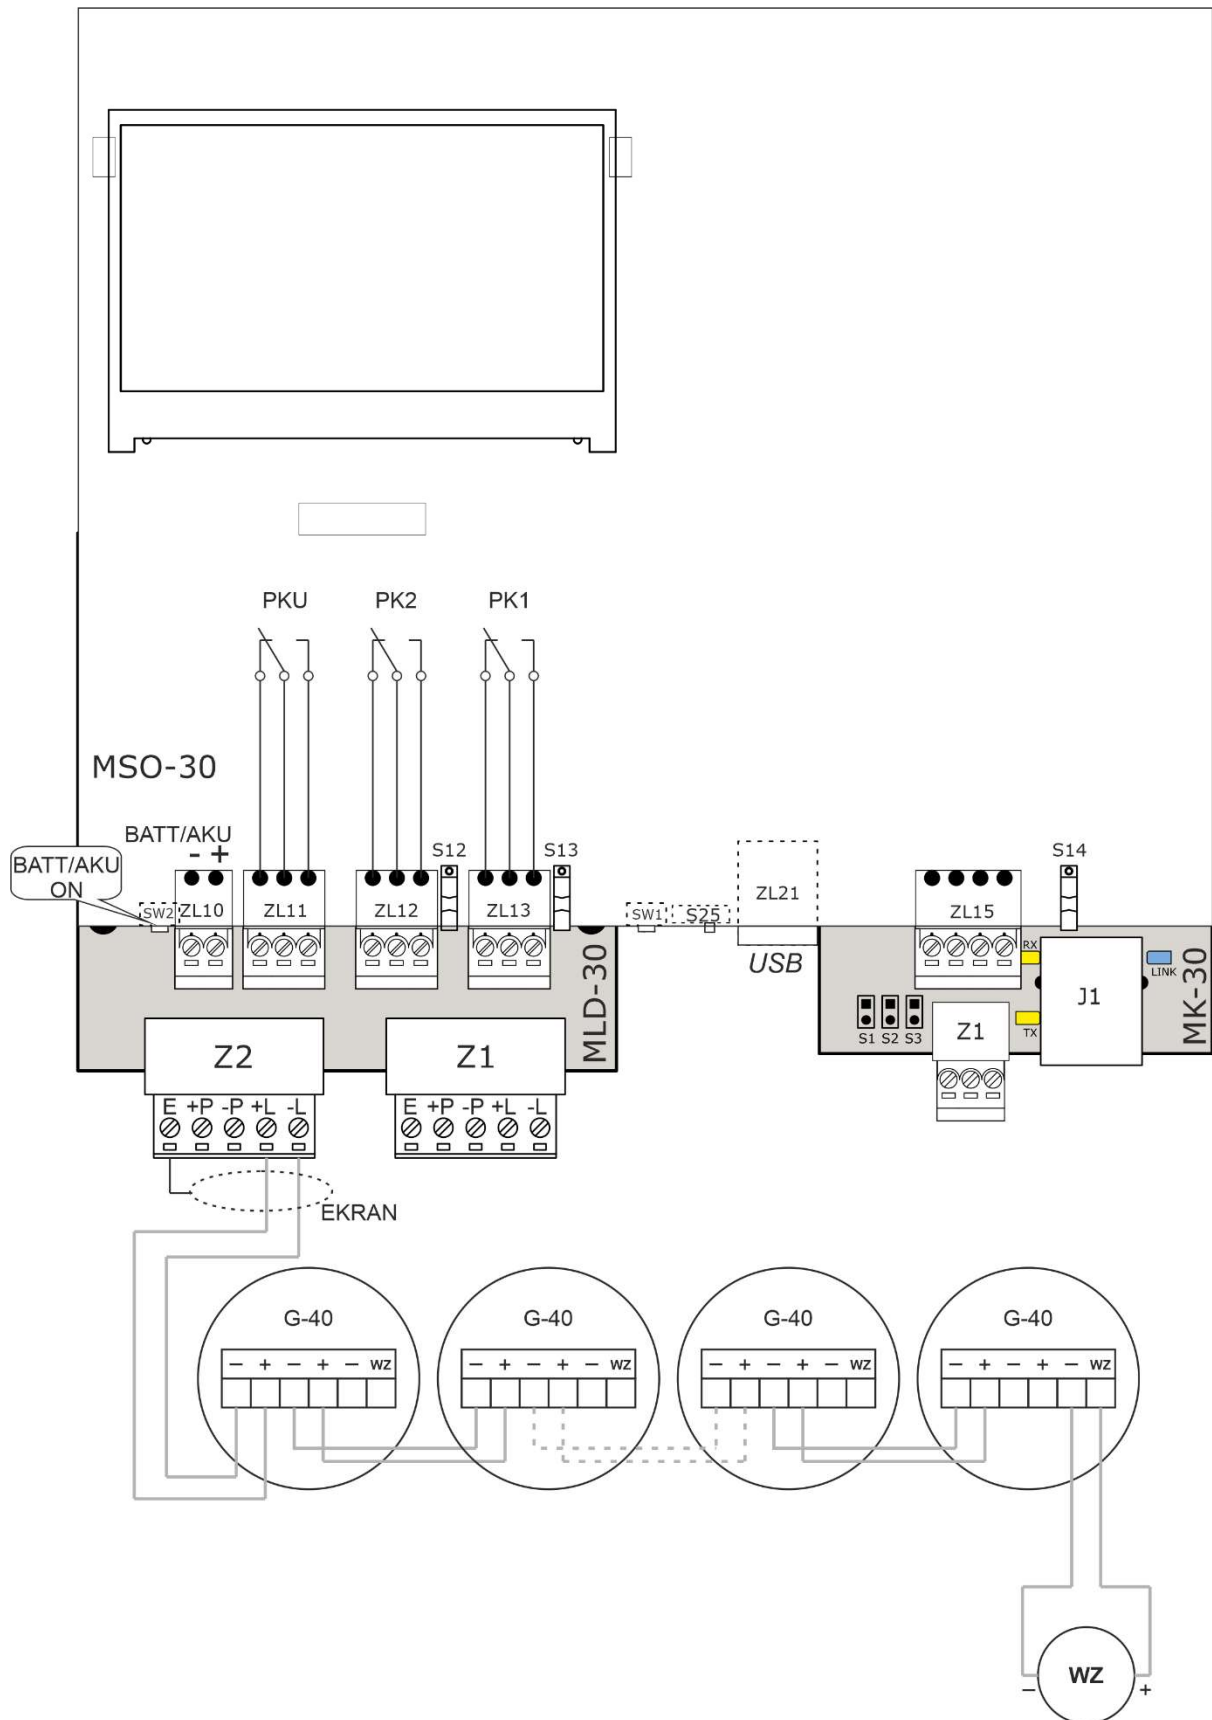 PKU PK2 PK1
MSO-30
BATT/AKU
- +
BATT/AKU
ON
S12 S13 S14
SW2 ZL10 ZL11 ZL12 ZL13 SW1 S25 ZL21 ZL15
USB
RX
LINK
J1
TX
S1 S2 S3
Z1
MLD-30
MK-30
Z2 Z1
E +P -P +L -L
E +P -P +L -L
EKRAN
G-40 G-40 G-40 G-40
− + − + − WZ
− + − + − WZ
− + − + − WZ
− + − + − WZ
WZ
− +